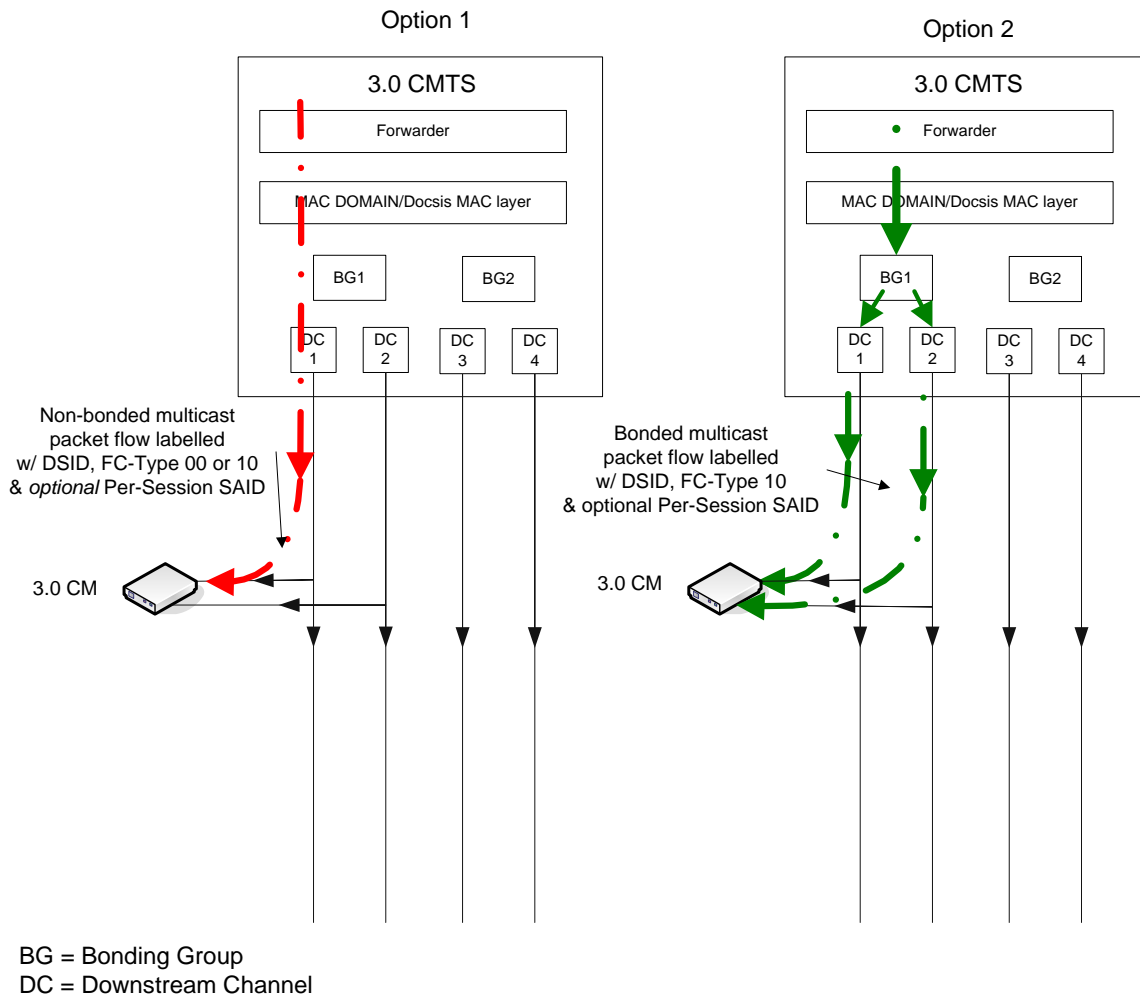 Option 1
3.0 CMTS
Forwarder
MAC DOMAIN/Docsis MAC layer
BG1
BG2
DC
1
DC
2
DC
3
DC
4
Non-bonded multicast
packet flow labelled
w/ DSID, FC-Type 00 or 10
& optional Per-Session SAID
3.0 CM
Option 2
3.0 CMTS
Forwarder
MAC DOMAIN/Docsis MAC layer
BG1
BG2
DC
1
DC
2
DC
3
DC
4
Bonded multicast
packet flow labelled
w/ DSID, FC-Type 10
& optional Per-Session SAID
3.0 CM
BG = Bonding Group
DC = Downstream Channel